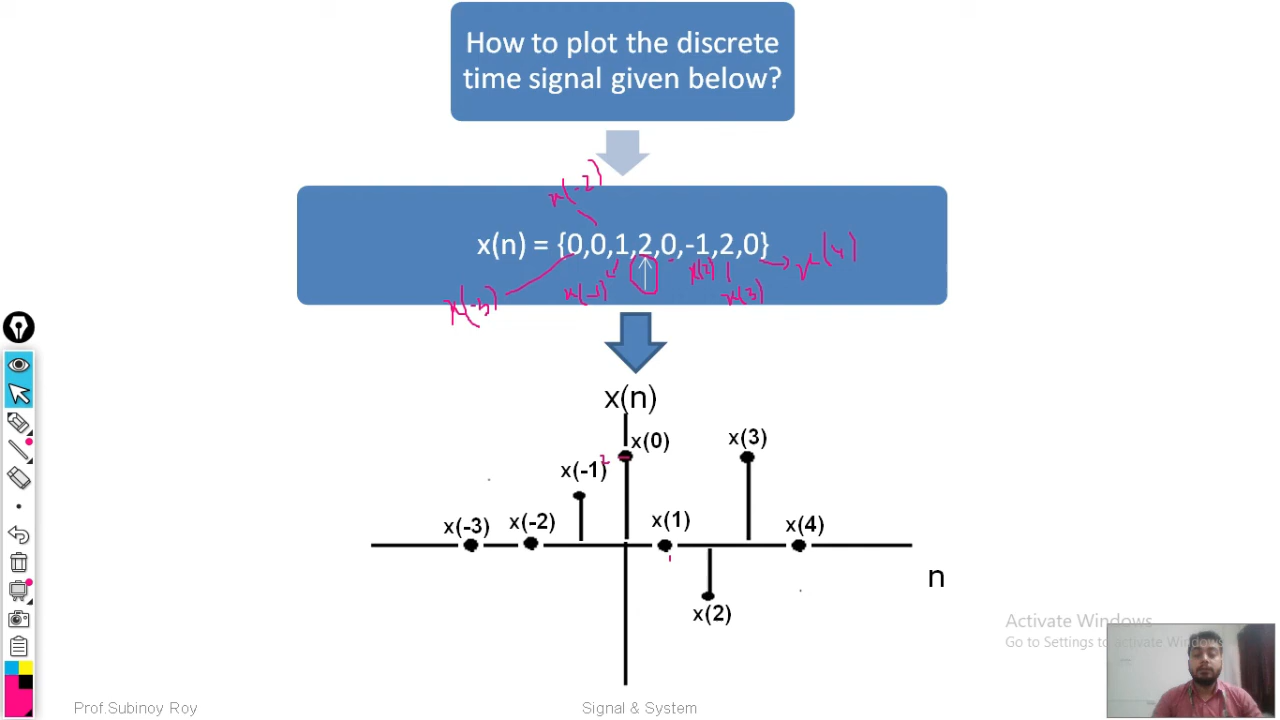 How to plot the discrete
time signal given below?
x(-2)
x(n) = {0,0,1,2,0,-1,2,0}
x(4)
x(2)
x(-3)
x(-1)
x(3)
x(n)
x(0)
x(3)
2
x(-1)
x(-3)
x(-2)
x(1)
x(4)
1
n
x(2)
Activate Windows
Go to Settings to activate Windows.
Prof.Subinoy Roy
Signal & System